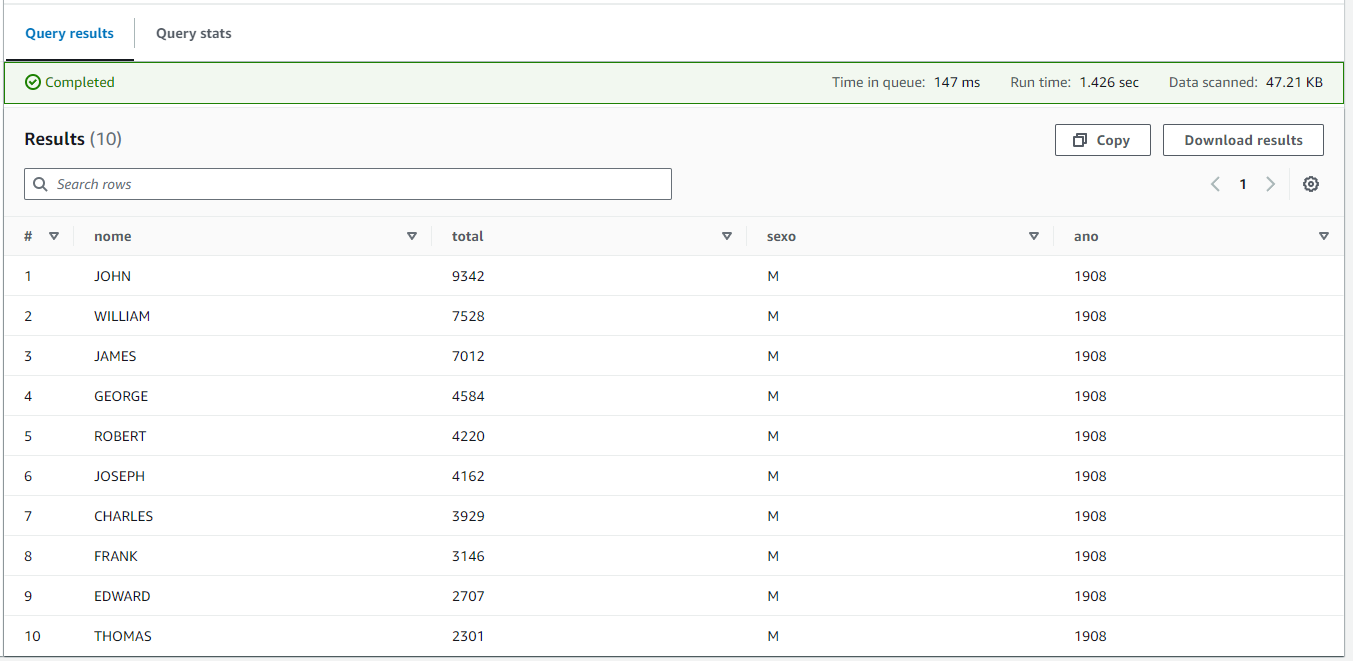 Query results Query stats
Completed Time in queue: 147 ms Run time: 1.426 sec Data scanned: 47.21 KB
Results (10) Copy Download results
Search rows 1
# nome total sexo ano
1 JOHN 9342 M 1908
2 WILLIAM 7528 M 1908
3 JAMES 7012 M 1908
4 GEORGE 4584 M 1908
5 ROBERT 4220 M 1908
6 JOSEPH 4162 M 1908
7 CHARLES 3929 M 1908
8 FRANK 3146 M 1908
9 EDWARD 2707 M 1908
10 THOMAS 2301 M 1908